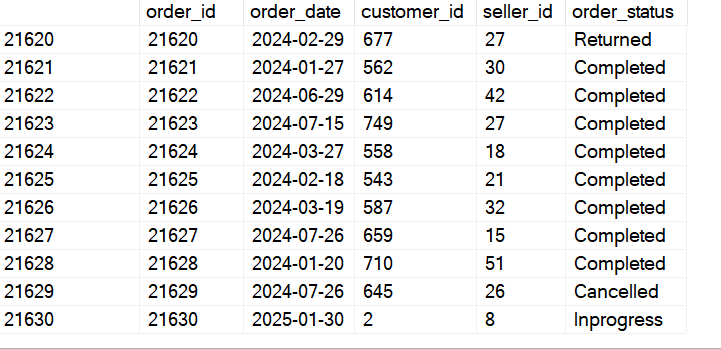 order_id order_date customer_id seller_id order_status
21620 21620 2024-02-29 677 27 Returned
21621 21621 2024-01-27 562 30 Completed
21622 21622 2024-06-29 614 42 Completed
21623 21623 2024-07-15 749 27 Completed
21624 21624 2024-03-27 558 18 Completed
21625 21625 2024-02-18 543 21 Completed
21626 21626 2024-03-19 587 32 Completed
21627 21627 2024-07-26 659 15 Completed
21628 21628 2024-01-20 710 51 Completed
21629 21629 2024-07-26 645 26 Cancelled
21630 21630 2025-01-30 2 8 Inprogress